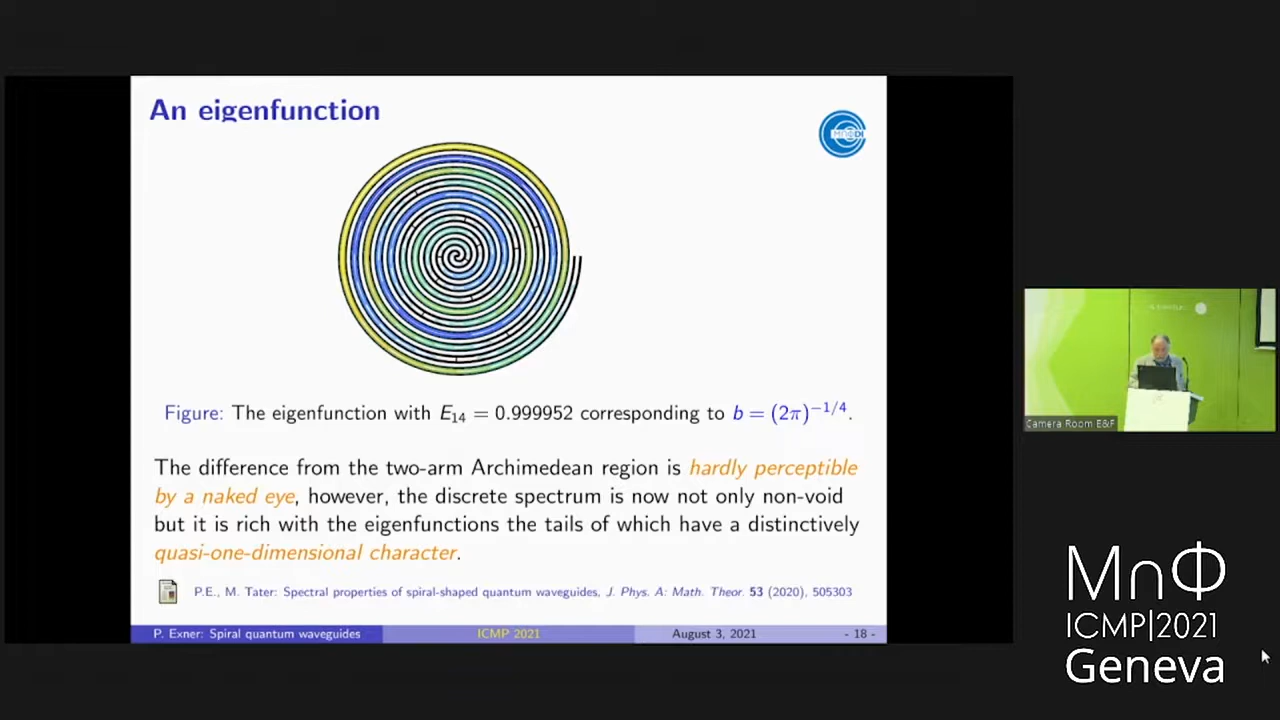 An eigenfunction
Figure: The eigenfunction with E₁₄ = 0.999952 corresponding to b = (2π)^−1/4.
The difference from the two-arm Archimedean region is hardly perceptible
by a naked eye, however, the discrete spectrum is now not only non-void
but it is rich with the eigenfunctions the tails of which have a distinctively
quasi-one-dimensional character.
P.E., M. Tater: Spectral properties of spiral-shaped quantum waveguides, J. Phys. A: Math. Theor. 53 (2020), 505303
P. Exner: Spiral quantum waveguides
ICMP 2021
August 3, 2021
- 18 -
Camera Room E&F
MηΦ
ICMP|2021
Geneva